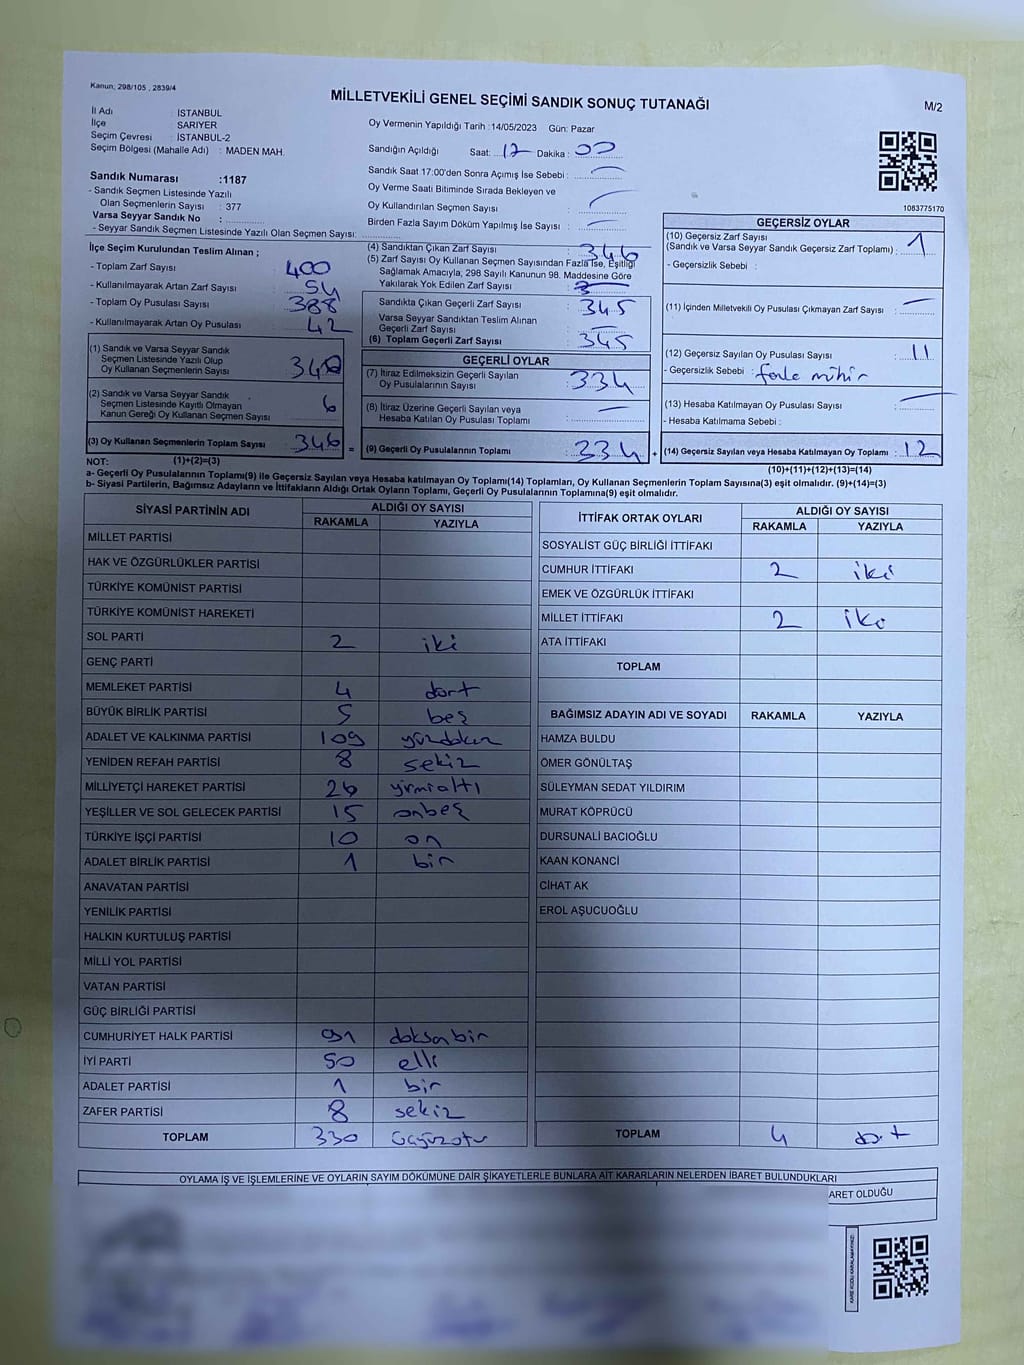 Kanun, 298/105 , 2839/4
MİLLETVEKİLİ GENEL SEÇİMİ SANDIK SONUÇ TUTANAĞI
M/2
İl Adı : İSTANBUL
İlçe SARIYER
Seçim Çevresi : İSTANBUL-2
Seçim Bölgesi (Mahalle Adı) : MADEN MAH.
Oy Vermenin Yapıldığı Tarih :14/05/2023 Gün: Pazar
Sandığın Açıldığı Saat: 17 Dakika : 00
Sandık Saat 17:00'den Sonra Açımış İse Sebebi :
Oy Verme Saati Bitiminde Sırada Bekleyen ve
Oy Kullandırılan Seçmen Sayısı :
Birden Fazla Sayım Döküm Yapılmış İse Sayısı :
1083775170
Sandık Numarası :1187
- Sandık Seçmen Listesinde Yazılı
Olan Seçmenlerin Sayısı : 377
Varsa Seyyar Sandık No :
- Seyyar Sandık Seçmen Listesinde Yazılı Olan Seçmen Sayısı:
İlçe Seçim Kurulundan Teslim Alınan ;
- Toplam Zarf Sayısı : 400
- Kullanılmayarak Artan Zarf Sayısı : 54
- Toplam Oy Pusulası Sayısı : 388
- Kullanılmayarak Artan Oy Pusulası : 42
(1) Sandık ve Varsa Seyyar Sandık
Seçmen Listesinde Yazılı Olup
Oy Kullanan Seçmenlerin Sayısı : 340
(2) Sandık ve Varsa Seyyar Sandık
Seçmen Listesinde Kayıtlı Olmayan
Kanun Gereği Oy Kullanan Seçmen Sayısı : 6
(3) Oy Kullanan Seçmenlerin Toplam Sayısı : 346 =
(1)+(2)=(3)
(4) Sandıktan Çıkan Zarf Sayısı : 346
(5) Zarf Sayısı Oy Kullanan Seçmen Sayısından Fazla İse, Eşitliği
Sağlamak Amacıyla, 298 Sayılı Kanunun 98. Maddesine Göre
Yakılarak Yok Edilen Zarf Sayısı :
Sandıkta Çıkan Geçerli Zarf Sayısı : 345
Varsa Seyyar Sandıktan Teslim Alınan
Geçerli Zarf Sayısı :
(6) Toplam Geçerli Zarf Sayısı : 345
GEÇERLİ OYLAR
(7) İtiraz Edilmeksizin Geçerli Sayılan
Oy Pusulalarının Sayısı : 334
(8) İtiraz Üzerine Geçerli Sayılan veya
Hesaba Katılan Oy Pusulası Toplamı :
(9) Geçerli Oy Pusulalarının Toplamı : 334 +
GEÇERSİZ OYLAR
(10) Geçersiz Zarf Sayısı
(Sandık ve Varsa Seyyar Sandık Geçersiz Zarf Toplamı) : 1
- Geçersizlik Sebebi :
(11) İçinden Milletvekili Oy Pusulası Çıkmayan Zarf Sayısı :
(12) Geçersiz Sayılan Oy Pusulası Sayısı : 11
- Geçersizlik Sebebi : fazla mühür
(13) Hesaba Katılmayan Oy Pusulası Sayısı :
- Hesaba Katılmama Sebebi :
(14) Geçersiz Sayılan veya Hesaba Katılmayan Oy Toplamı : 12
(10)+(11)+(12)+(13)=(14)
NOT:
a- Geçerli Oy Pusulalarının Toplamı(9) ile Geçersiz Sayılan veya Hesaba katılmayan Oy Toplamı(14) Toplamları, Oy Kullanan Seçmenlerin Toplam Sayısına(3) eşit olmalıdır. (9)+(14)=(3)
b- Siyasi Partilerin, Bağımsız Adayların ve İttifakların Aldığı Ortak Oyların Toplamı, Geçerli Oy Pusulalarının Toplamına(9) eşit olmalıdır.
SİYASİ PARTİNİN ADI ALDIĞI OY SAYISI
RAKAMLA YAZIYLA
MİLLET PARTİSİ
HAK VE ÖZGÜRLÜKLER PARTİSİ
TÜRKİYE KOMÜNİST PARTİSİ
TÜRKİYE KOMÜNİST HAREKETİ
SOL PARTİ 2 iki
GENÇ PARTİ
MEMLEKET PARTİSİ 4 dört
BÜYÜK BİRLİK PARTİSİ 5 beş
ADALET VE KALKINMA PARTİSİ 109 yüzdokuz
YENİDEN REFAH PARTİSİ 8 sekiz
MİLLİYETÇİ HAREKET PARTİSİ 26 yirmialtı
YEŞİLLER VE SOL GELECEK PARTİSİ 15 onbeş
TÜRKİYE İŞÇİ PARTİSİ 10 on
ADALET BİRLİK PARTİSİ 1 bir
ANAVATAN PARTİSİ
YENİLİK PARTİSİ
HALKIN KURTULUŞ PARTİSİ
MİLLİ YOL PARTİSİ
VATAN PARTİSİ
GÜÇ BİRLİĞİ PARTİSİ
CUMHURİYET HALK PARTİSİ 91 doksanbir
İYİ PARTİ 50 elli
ADALET PARTİSİ 1 bir
ZAFER PARTİSİ 8 sekiz
TOPLAM 330 üçyüzotuz
İTTİFAK ORTAK OYLARI ALDIĞI OY SAYISI
RAKAMLA YAZIYLA
SOSYALİST GÜÇ BİRLİĞİ İTTİFAKI
CUMHUR İTTİFAKI 2 iki
EMEK VE ÖZGÜRLÜK İTTİFAKI
MİLLET İTTİFAKI 2 iki
ATA İTTİFAKI
TOPLAM
BAĞIMSIZ ADAYIN ADI VE SOYADI RAKAMLA YAZIYLA
HAMZA BULDU
ÖMER GÖNÜLTAŞ
SÜLEYMAN SEDAT YILDIRIM
MURAT KÖPRÜCÜ
DURSUNALİ BACIOĞLU
KAAN KONANCİ
CİHAT AK
EROL AŞUCUOĞLU
TOPLAM 4 dört
OYLAMA İŞ VE İŞLEMLERİNE VE OYLARIN SAYIM DÖKÜMÜNE DAİR ŞİKAYETLERLE BUNLARA AİT KARARLARIN NELERDEN İBARET BULUNDUKLARI
ARET OLDUĞU
KARE KODU KARALAMAYINIZ!